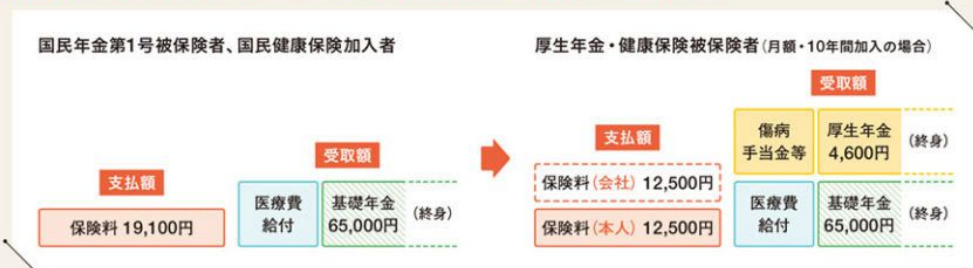 国民年金第1号被保険者、国民健康保険加入者
支払額
保険料 19,100円
受取額
医療費
給付
基礎年金
65,000円
(終身)
厚生年金・健康保険被保険者(月額・10年間加入の場合)
支払額
保険料(会社) 12,500円
保険料(本人) 12,500円
受取額
傷病
手当金等
厚生年金
4,600円
(終身)
医療費
給付
基礎年金
65,000円
(終身)